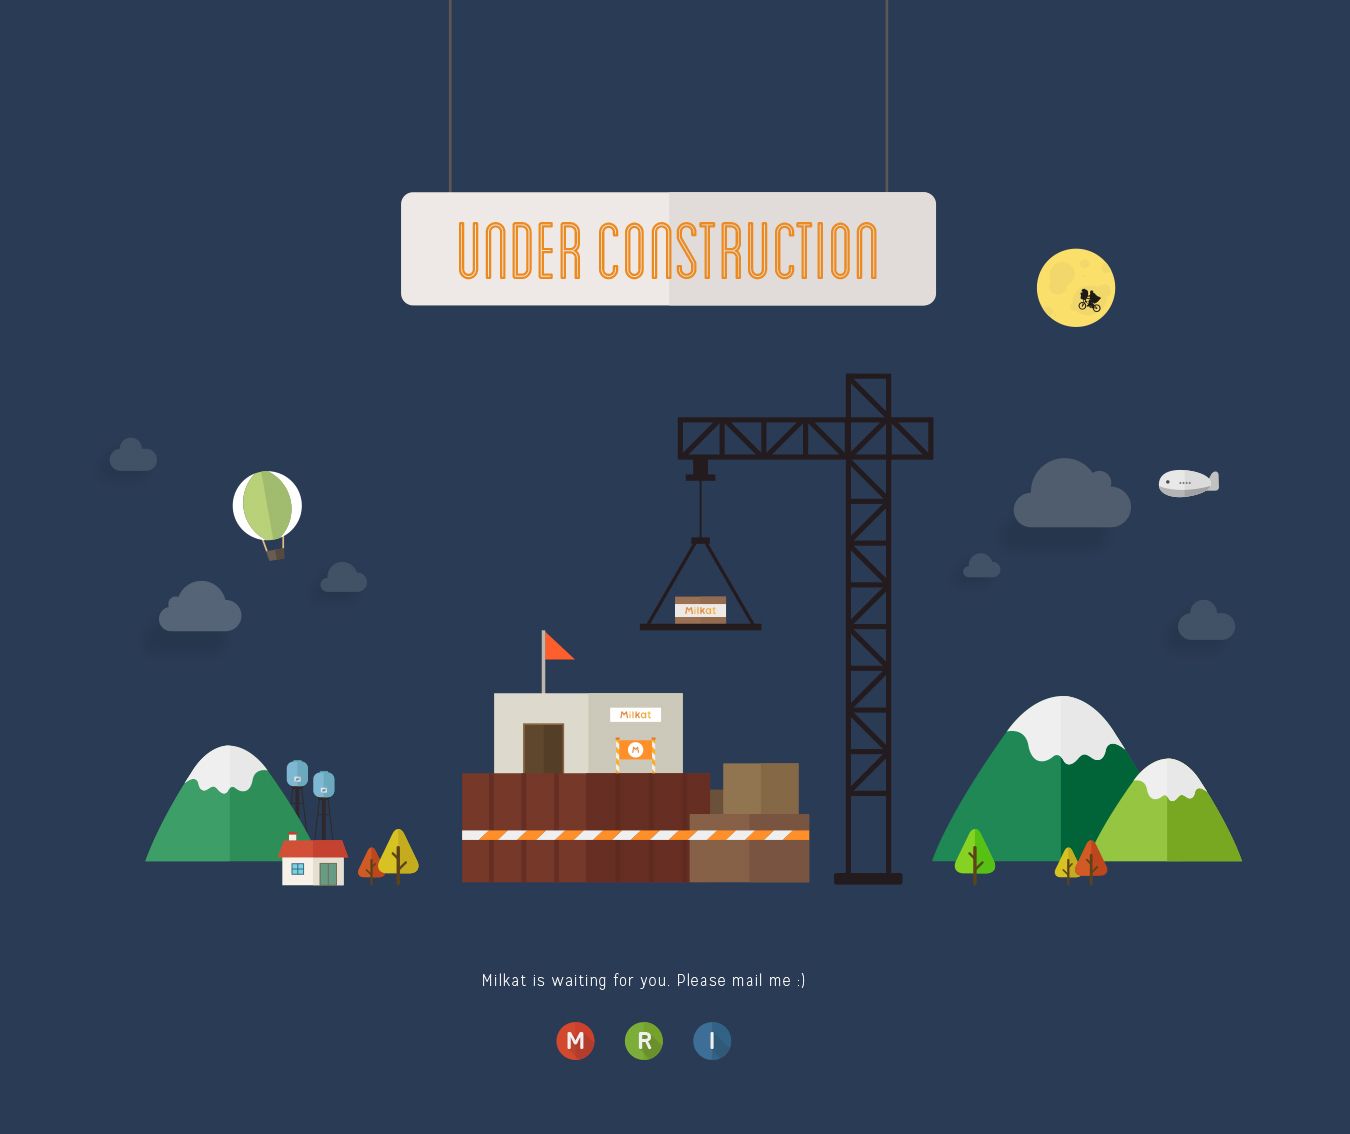 UNDER CONSTRUCTION
Milkat
Milkat
M
Milkat is waiting for you. Please mail me :)
M R I